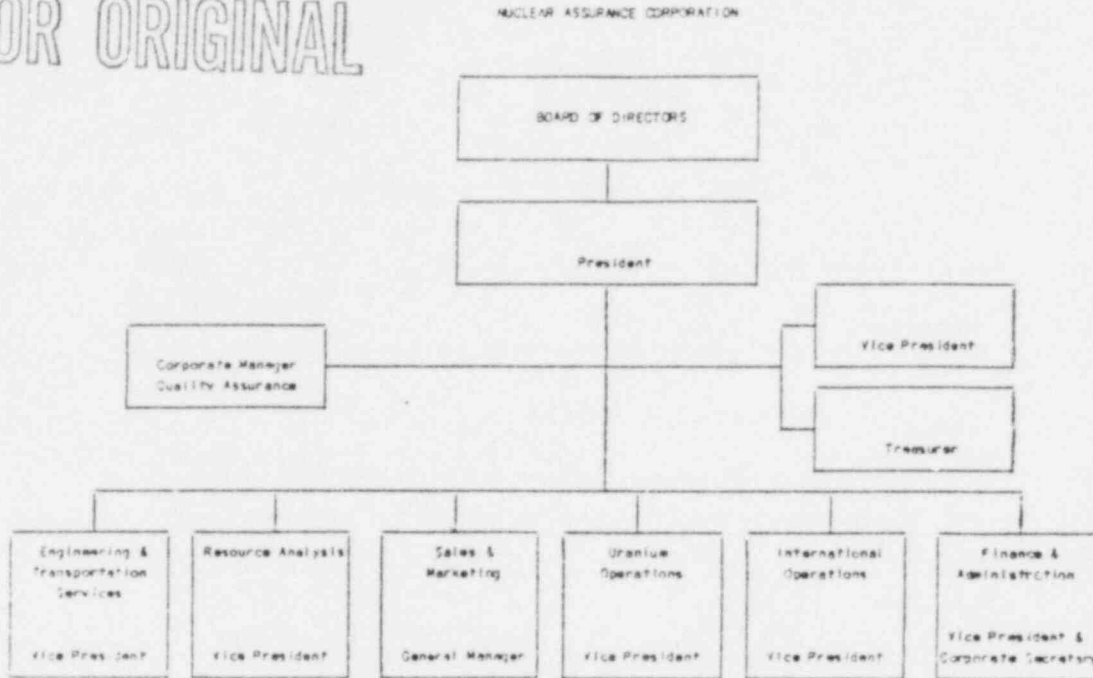 OR ORIGINAL
NUCLEAR ASSURANCE CORPORATION
BOARD OF DIRECTORS
President
Corporate Manager
Quality Assurance
Vice President
Treasurer
Engineering &
Transportation
Services
Vice President
Resource Analysis
Vice President
Sales &
Marketing
General Manager
Uranium
Operations
Vice President
International
Operations
Vice President
Finance &
Administration
Vice President &
Corporate Secretary